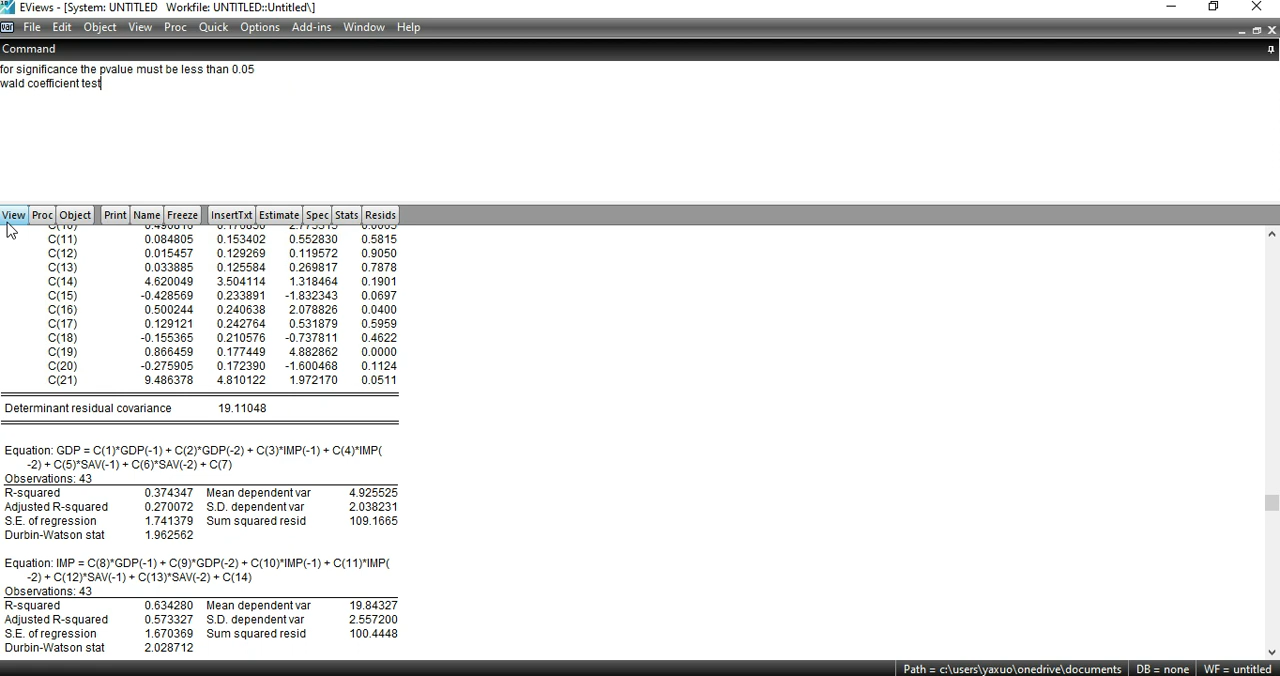 EViews - [System: UNTITLED   Workfile: UNTITLED::Untitled\]
File Edit Object View Proc Quick Options Add-ins Window Help
Command
for significance the pvalue must be less than 0.05
wald coefficient test
View Proc Object Print Name Freeze InsertTxt Estimate Spec Stats Resids
C(11) 0.084805 0.153402 0.552830 0.5815
C(12) 0.015457 0.129269 0.119572 0.9050
C(13) 0.033885 0.125584 0.269817 0.7878
C(14) 4.620049 3.504114 1.318464 0.1901
C(15) -0.428569 0.233891 -1.832343 0.0697
C(16) 0.500244 0.240638 2.078826 0.0400
C(17) 0.129121 0.242764 0.531879 0.5959
C(18) -0.155365 0.210576 -0.737811 0.4622
C(19) 0.866459 0.177449 4.882862 0.0000
C(20) -0.275905 0.172390 -1.600468 0.1124
C(21) 9.486378 4.810122 1.972170 0.0511
Determinant residual covariance 19.11048
Equation: GDP = C(1)*GDP(-1) + C(2)*GDP(-2) + C(3)*IMP(-1) + C(4)*IMP(
-2) + C(5)*SAV(-1) + C(6)*SAV(-2) + C(7)
Observations: 43
R-squared 0.374347 Mean dependent var 4.925525
Adjusted R-squared 0.270072 S.D. dependent var 2.038231
S.E. of regression 1.741379 Sum squared resid 109.1665
Durbin-Watson stat 1.962562
Equation: IMP = C(8)*GDP(-1) + C(9)*GDP(-2) + C(10)*IMP(-1) + C(11)*IMP(
-2) + C(12)*SAV(-1) + C(13)*SAV(-2) + C(14)
Observations: 43
R-squared 0.634280 Mean dependent var 19.84327
Adjusted R-squared 0.573327 S.D. dependent var 2.557200
S.E. of regression 1.670369 Sum squared resid 100.4448
Durbin-Watson stat 2.028712
Path = c:\users\yaxuo\onedrive\documents DB = none WF = untitled